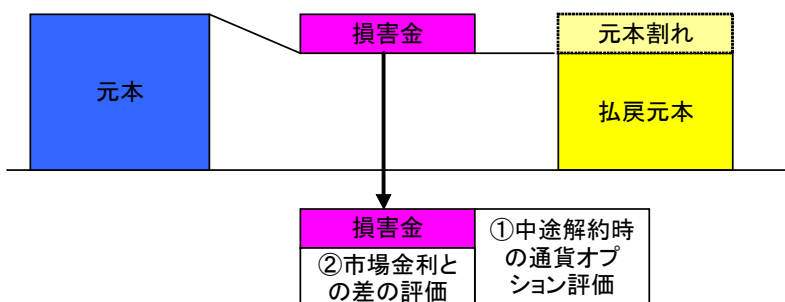 損害金
元本割れ
元本
払戻元本
損害金
①中途解約時
の通貨オプ
ション評価
②市場金利と
の差の評価